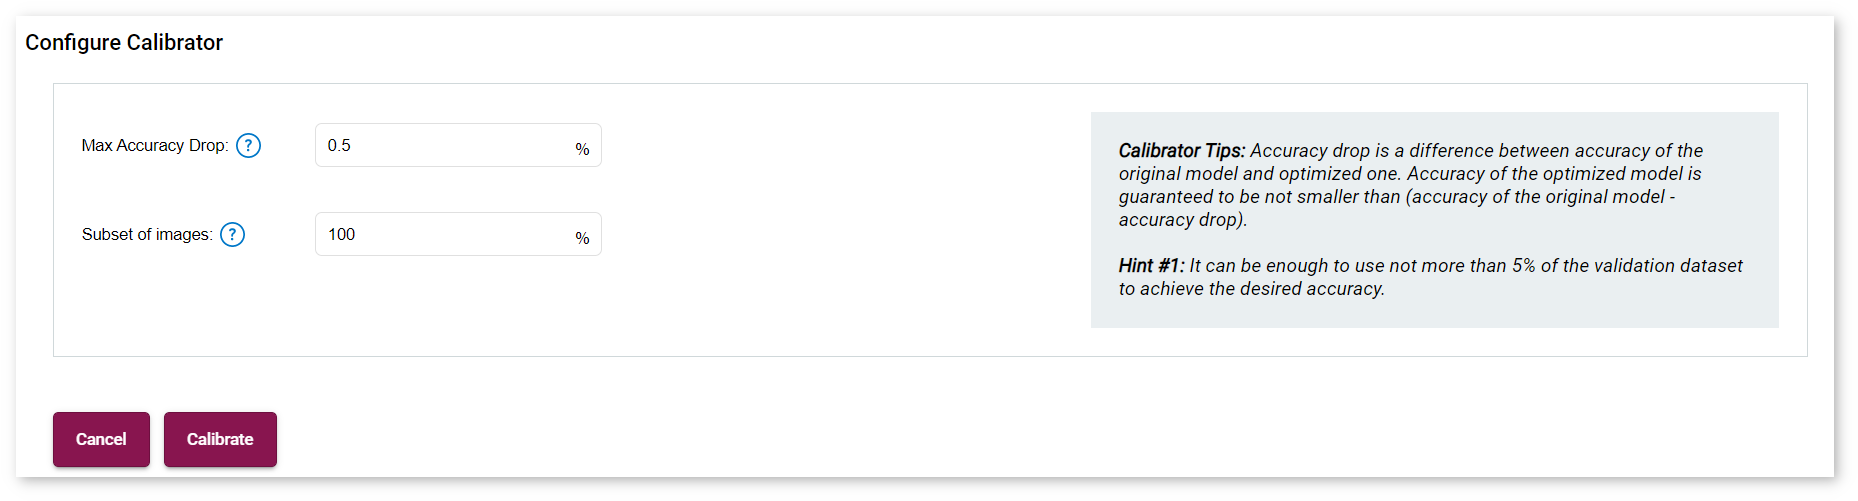 Configure Calibrator
Max Accuracy Drop: ?
0.5 %
Subset of images: ?
100 %
Calibrator Tips: Accuracy drop is a difference between accuracy of the
original model and optimized one. Accuracy of the optimized model is
guaranteed to be not smaller than (accuracy of the original model -
accuracy drop).
Hint #1: It can be enough to use not more than 5% of the validation dataset
to achieve the desired accuracy.
Cancel
Calibrate